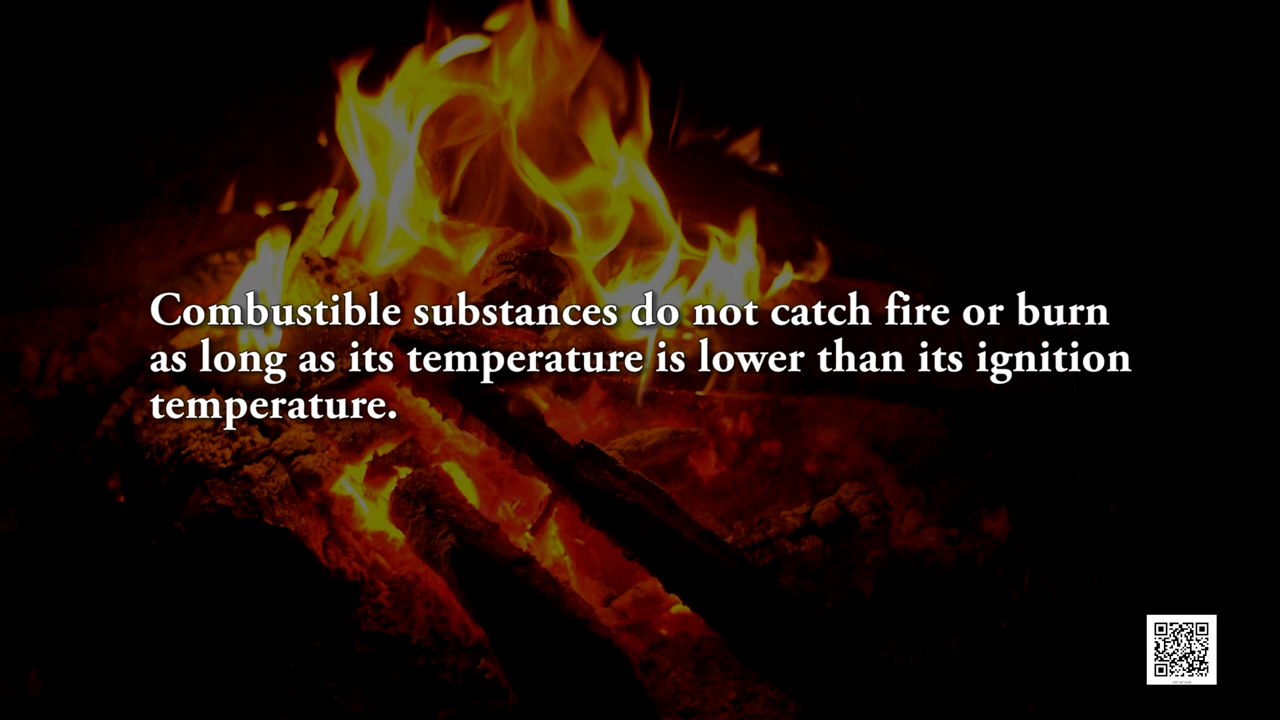 Combustible substances do not catch fire or burn
as long as its temperature is lower than its ignition
temperature.